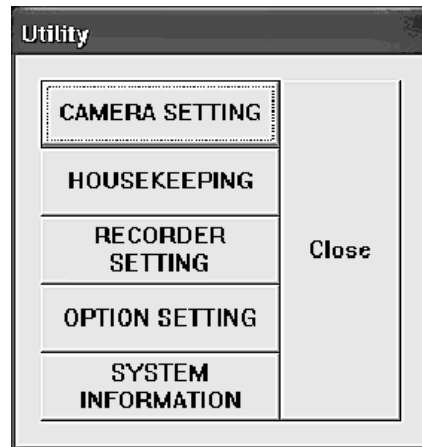 Utility
CAMERA SETTING
HOUSEKEEPING
RECORDER
SETTING
Close
OPTION SETTING
SYSTEM
INFORMATION